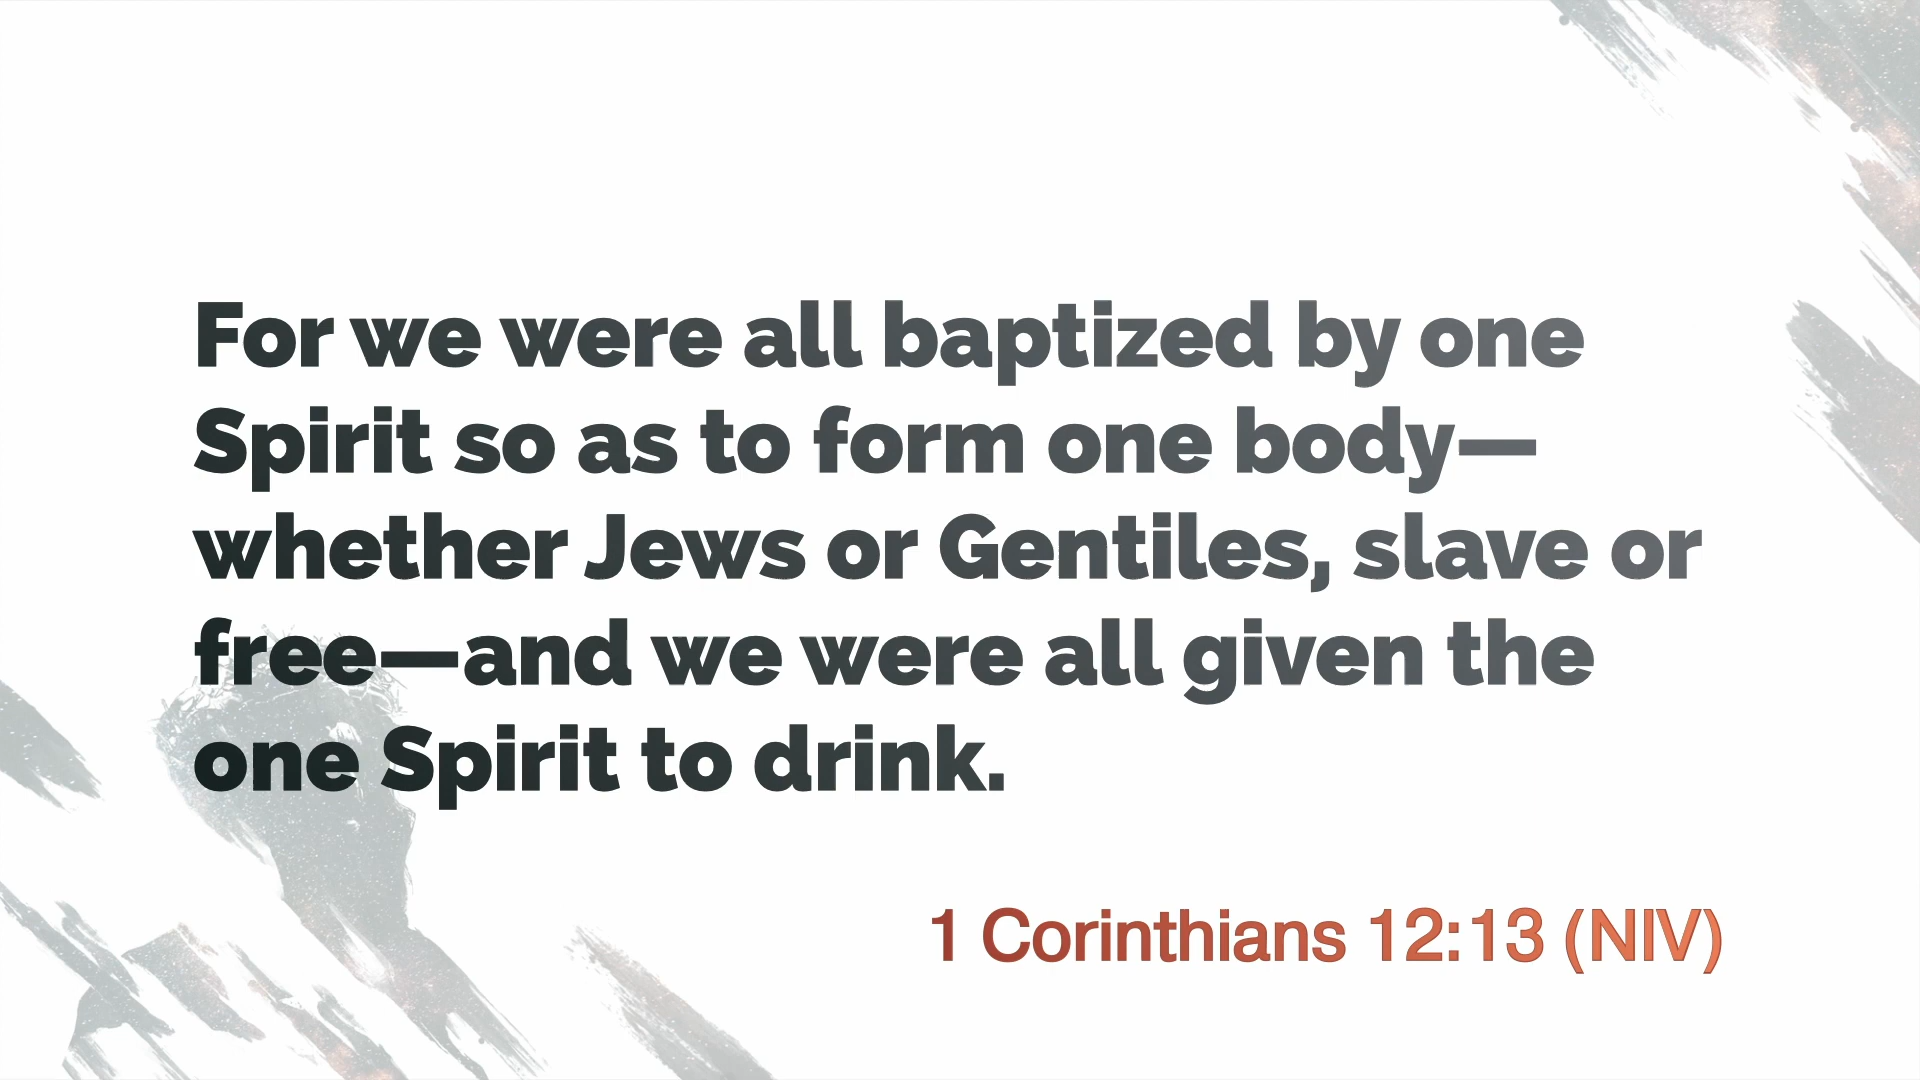 For we were all baptized by one
Spirit so as to form one body—
whether Jews or Gentiles, slave or
free—and we were all given the
one Spirit to drink.
1 Corinthians 12:13 (NIV)